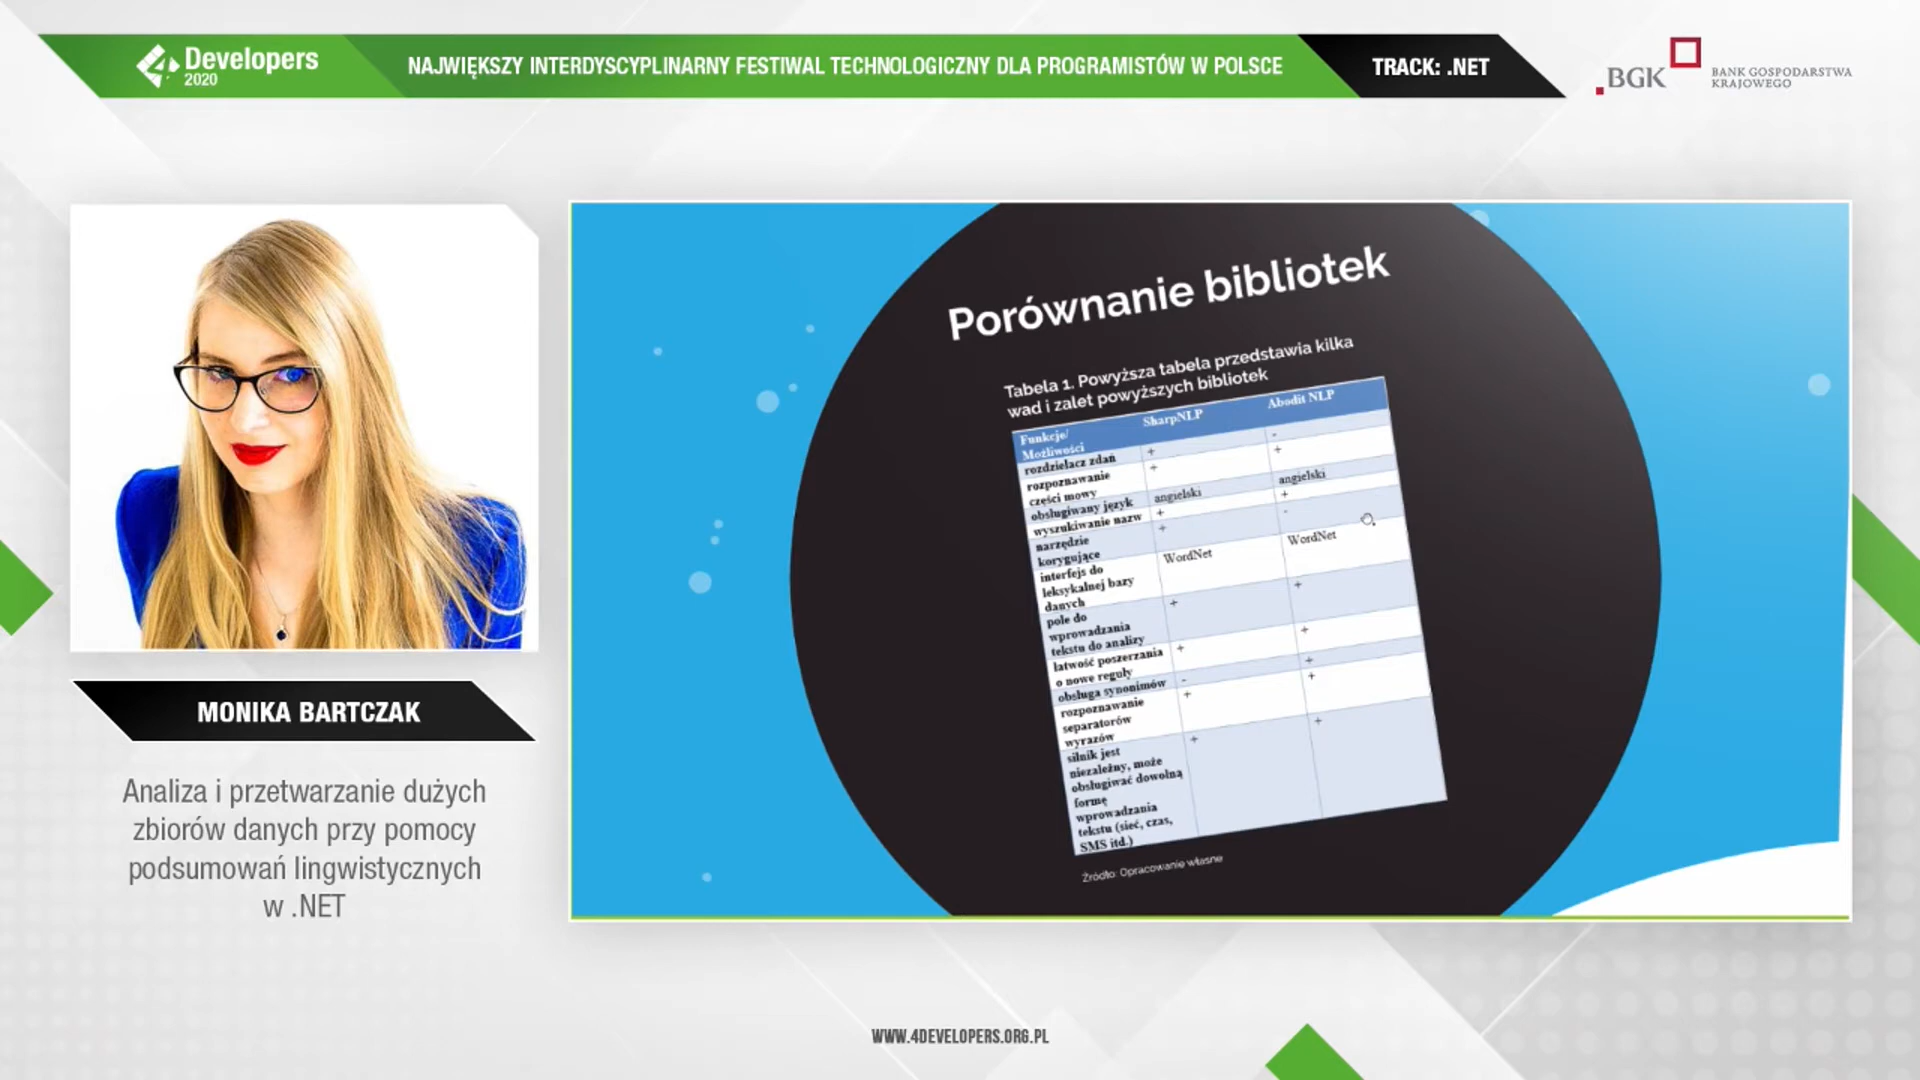 4Developers
2020
NAJWIĘKSZY INTERDYSCYPLINARNY FESTIWAL TECHNOLOGICZNY DLA PROGRAMISTÓW W POLSCE
TRACK: .NET
BGK
BANK GOSPODARSTWA
KRAJOWEGO
MONIKA BARTCZAK
Analiza i przetwarzanie dużych
zbiorów danych przy pomocy
podsumowań lingwistycznych
w .NET
Porównanie bibliotek
Tabela 1. Powyższa tabela przedstawia kilka
wad i zalet powyższych bibliotek
Funkcje/
Możliwości
SharpNLP
Abodit NLP
rozdzielacz zdań
+
-
rozpoznawanie
części mowy
+
+
obsługiwany język
angielski
angielski
wyszukiwanie nazw
+
+
narzędzie
korygujące
+
-
interfejs do
leksykalnej bazy
danych
WordNet
WordNet
pole do
wprowadzania
tekstu do analizy
+
+
łatwość poszerzania
o nowe reguły
+
+
obsługa synonimów
-
+
rozpoznawanie
separatorów
wyrazów
+
+
silnik jest
niezależny, może
obsługiwać dowolną
formę
wprowadzania
tekstu (sieć, czas,
SMS itd.)
+
+
Źródło: Opracowanie własne
WWW.4DEVELOPERS.ORG.PL